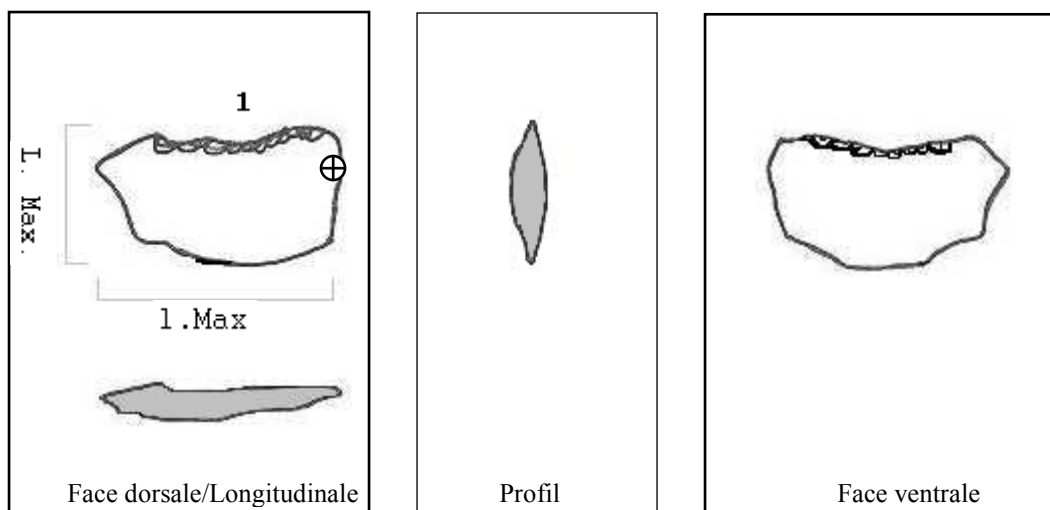 1
L. Max.
l.Max
Face dorsale/Longitudinale
Profil
Face ventrale